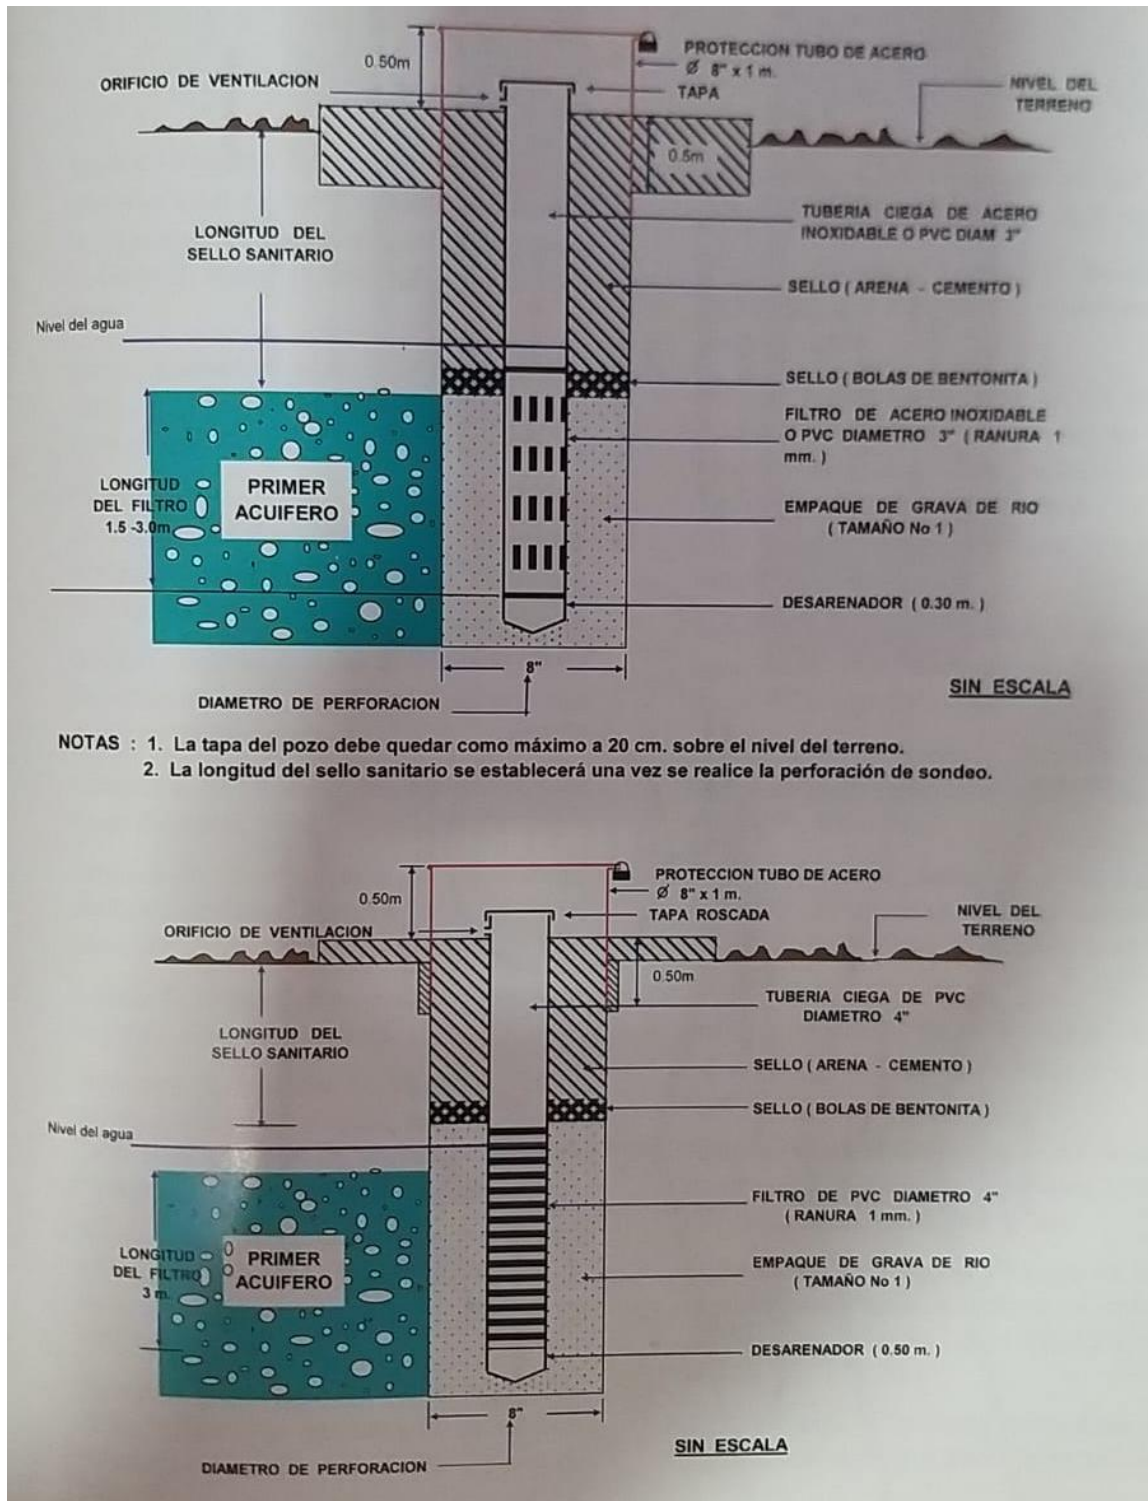 0.50m
PROTECCION TUBO DE ACERO
Ø 8" x 1 m.
ORIFICIO DE VENTILACION
TAPA
NIVEL DEL
TERRENO
0.5m
LONGITUD DEL
SELLO SANITARIO
TUBERIA CIEGA DE ACERO
INOXIDABLE O PVC DIAM 3"
SELLO ( ARENA - CEMENTO )
Nivel del agua
SELLO ( BOLAS DE BENTONITA )
FILTRO DE ACERO INOXIDABLE
O PVC DIAMETRO 3" ( RANURA 1
mm. )
LONGITUD
DEL FILTRO
1.5 -3.0m
PRIMER
ACUIFERO
EMPAQUE DE GRAVA DE RIO
( TAMAÑO No 1 )
DESARENADOR ( 0.30 m. )
8"
DIAMETRO DE PERFORACION
SIN ESCALA
NOTAS : 1. La tapa del pozo debe quedar como máximo a 20 cm. sobre el nivel del terreno.
2. La longitud del sello sanitario se establecerá una vez se realice la perforación de sondeo.
0.50m
PROTECCION TUBO DE ACERO
Ø 8" x 1 m.
TAPA ROSCADA
ORIFICIO DE VENTILACION
NIVEL DEL
TERRENO
0.50m
LONGITUD DEL
SELLO SANITARIO
TUBERIA CIEGA DE PVC
DIAMETRO 4"
SELLO ( ARENA - CEMENTO )
SELLO ( BOLAS DE BENTONITA )
Nivel del agua
FILTRO DE PVC DIAMETRO 4"
( RANURA 1 mm. )
LONGITUD
DEL FILTRO
3 m.
PRIMER
ACUIFERO
EMPAQUE DE GRAVA DE RIO
( TAMAÑO No 1 )
DESARENADOR ( 0.50 m. )
8"
DIAMETRO DE PERFORACION
SIN ESCALA